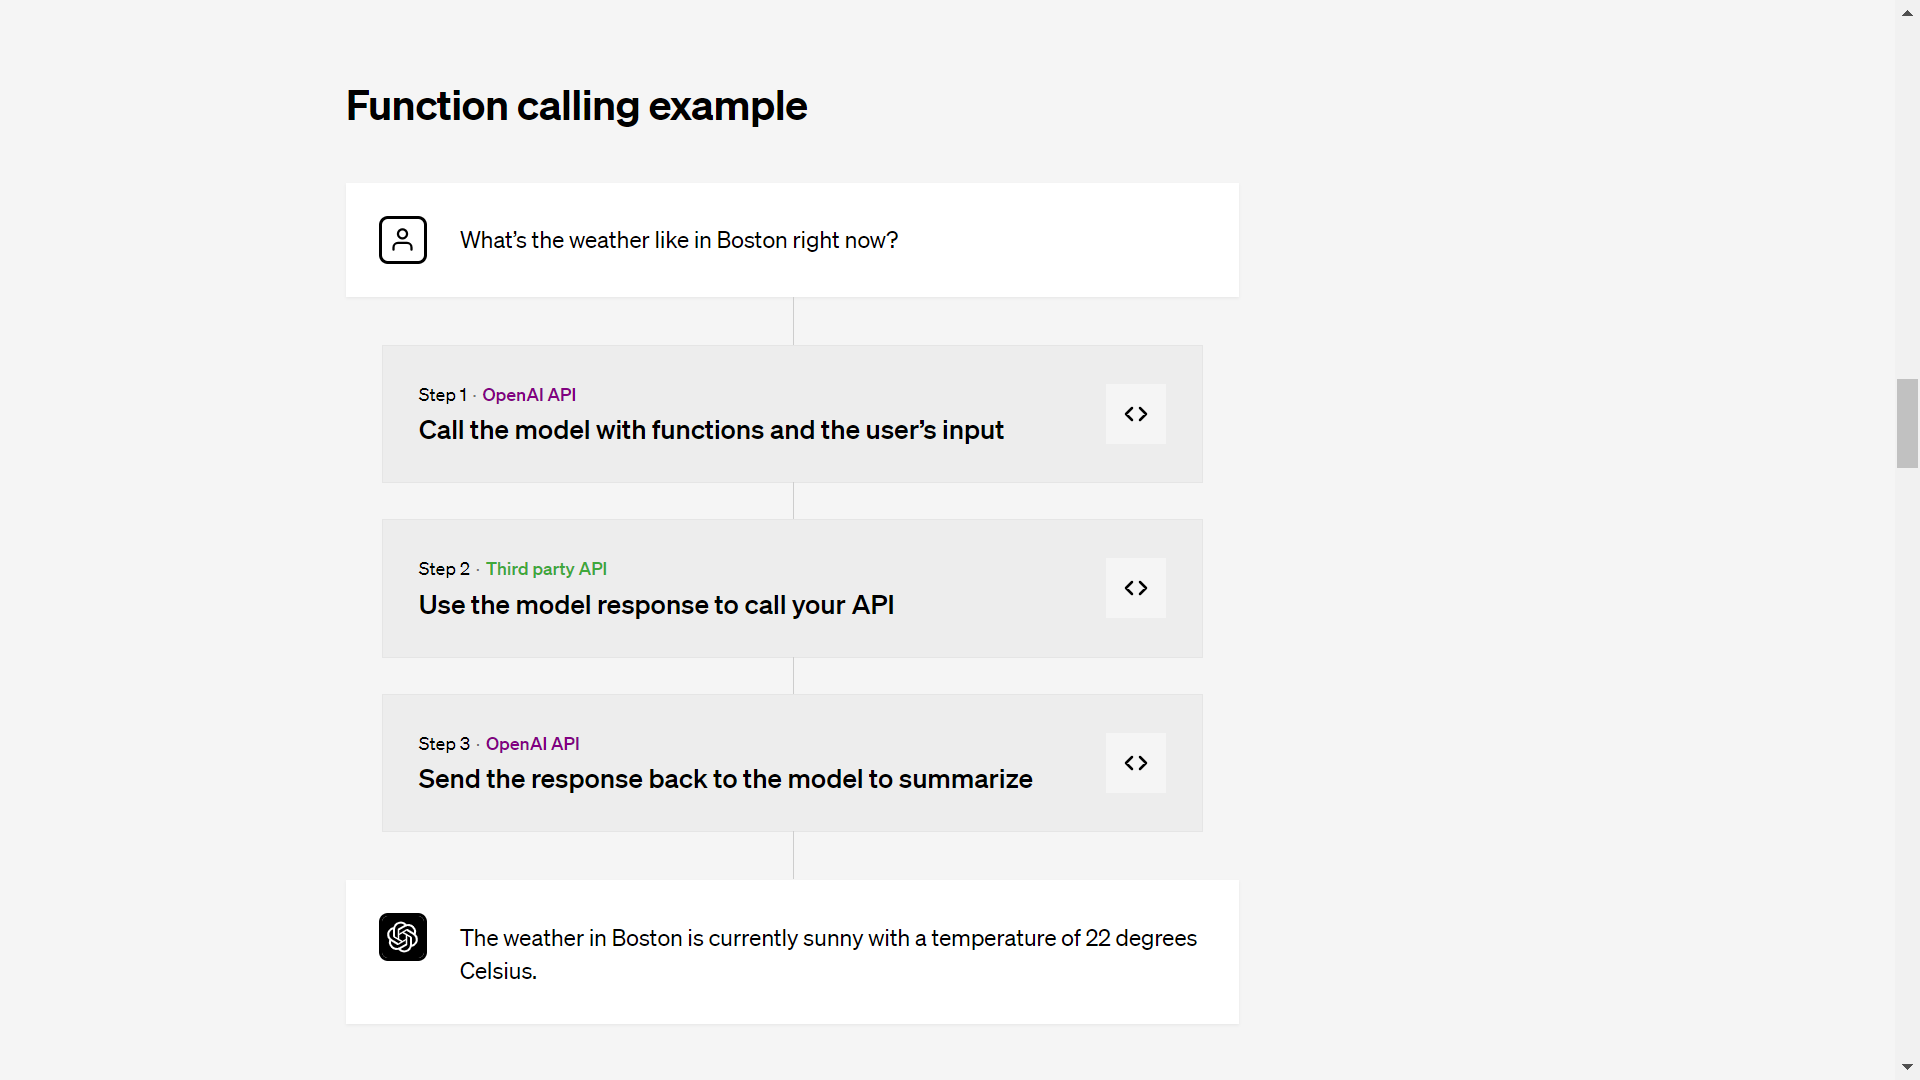 Function calling example
What’s the weather like in Boston right now?
Step 1 · OpenAI API
Call the model with functions and the user’s input
Step 2 · Third party API
Use the model response to call your API
Step 3 · OpenAI API
Send the response back to the model to summarize
The weather in Boston is currently sunny with a temperature of 22 degrees
Celsius.